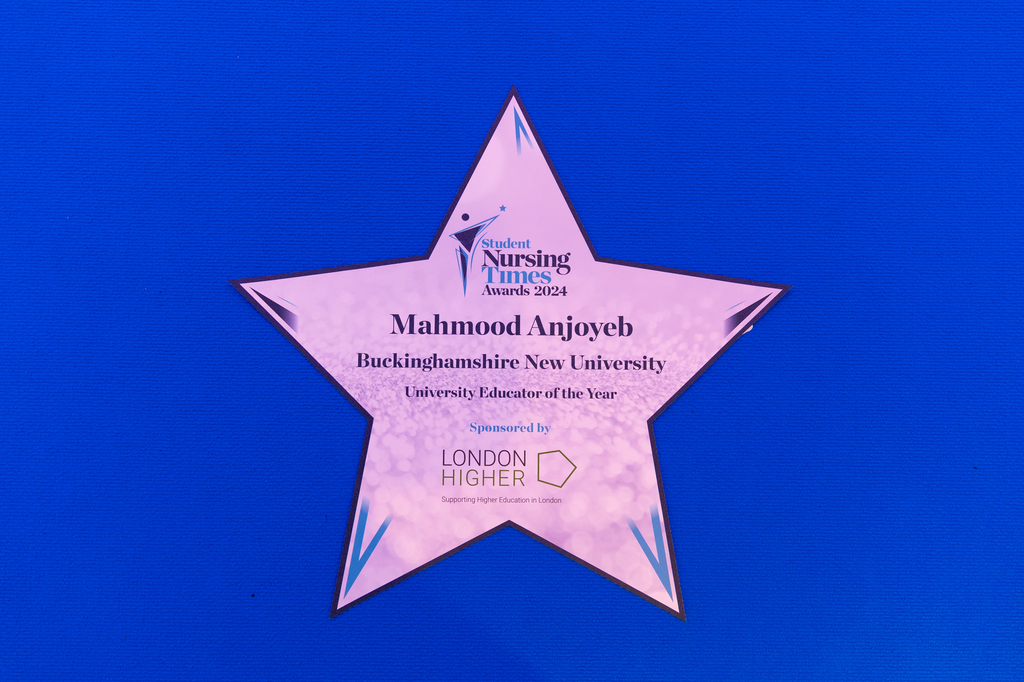 Student
Nursing
Times
Awards 2024
Mahmood Anjoyeb
Buckinghamshire New University
University Educator of the Year
Sponsored by
LONDON
HIGHER
Supporting Higher Education in London